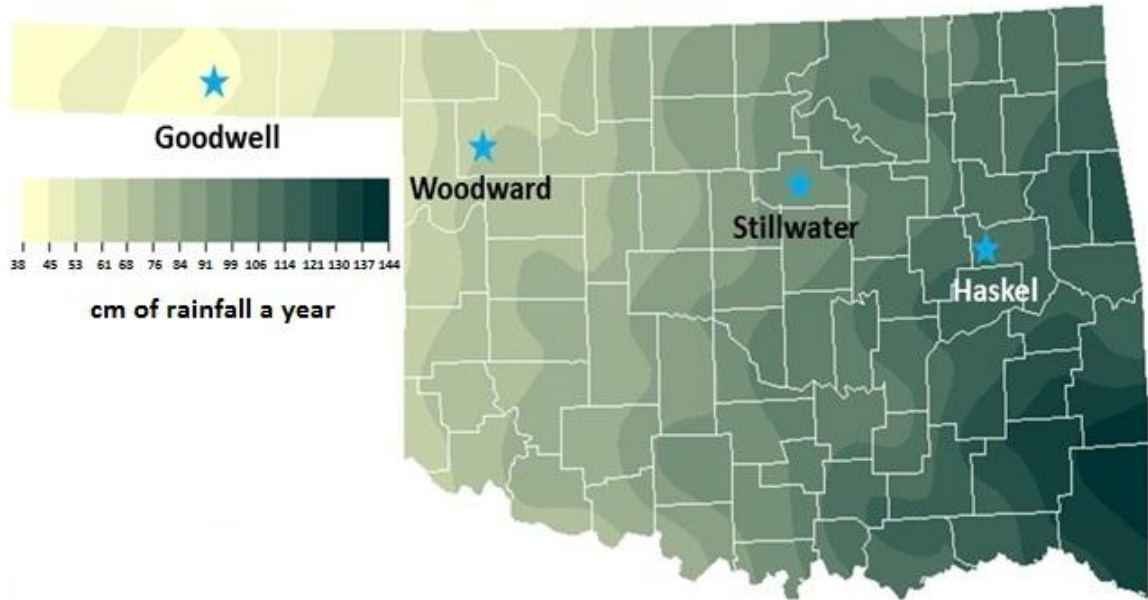 Goodwell
Woodward
Stillwater
Haskel
38 45 53 61 68 76 84 91 99 106 114 121 130 137 144
cm of rainfall a year